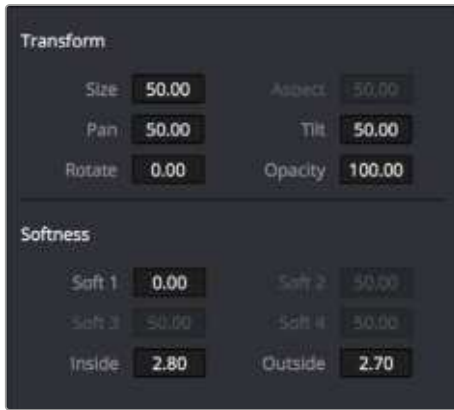 Transform
Size 50.00 Aspect 50.00
Pan 50.00 Tilt 50.00
Rotate 0.00 Opacity 100.00
Softness
Soft 1 0.00 Soft 2 50.00
Soft 3 50.00 Soft 4 50.00
Inside 2.80 Outside 2.70